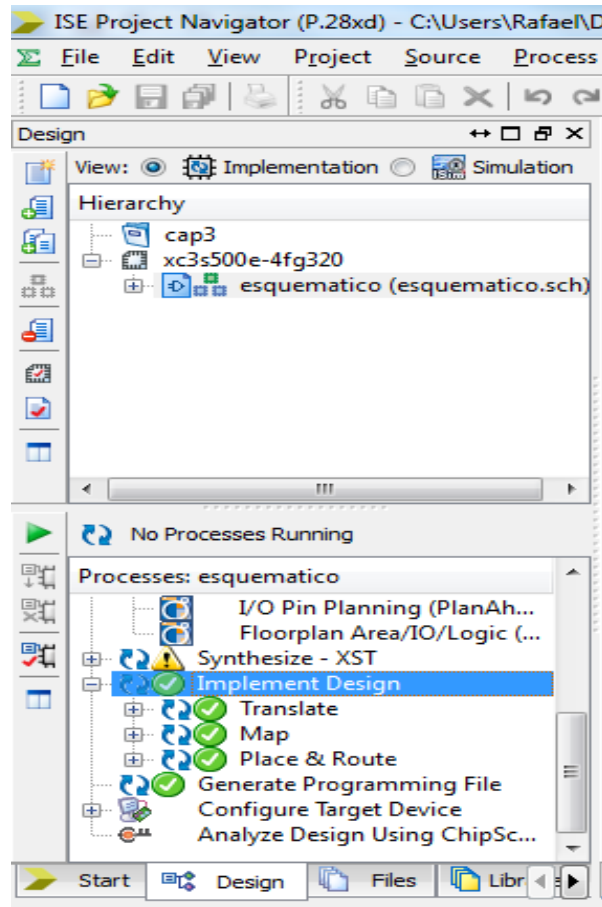 ISE Project Navigator (P.28xd) - C:\Users\Rafael\D
File Edit View Project Source Process
Design
View: Implementation Simulation
Hierarchy
cap3
xc3s500e-4fg320
esquematico (esquematico.sch)
No Processes Running
Processes: esquematico
I/O Pin Planning (PlanAh...
Floorplan Area/IO/Logic (...
Synthesize - XST
Implement Design
Translate
Map
Place & Route
Generate Programming File
Configure Target Device
Analyze Design Using ChipSc...
Start Design Files Libr